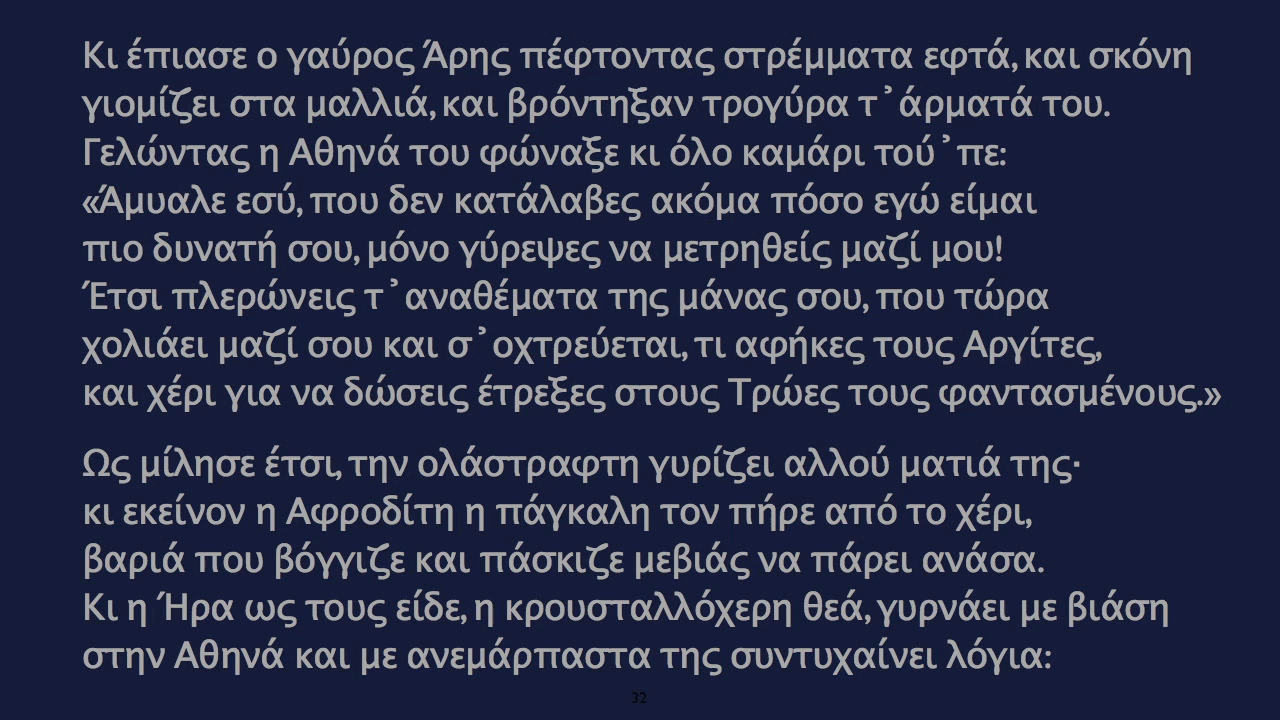 Κι έπιασε ο γαύρος Άρης πέφτοντας στρέμματα εφτά, και σκόνη
γιομίζει στα μαλλιά, και βρόντηξαν τρογύρα τ᾿ άρματά του.
Γελώντας η Αθηνά του φώναξε κι όλο καμάρι τού ᾿πε:
«Άμυαλε εσύ, που δεν κατάλαβες ακόμα πόσο εγώ είμαι
πιο δυνατή σου, μόνο γύρεψες να μετρηθείς μαζί μου!
Έτσι πλερώνεις τ᾿ αναθέματα της μάνας σου, που τώρα
χολιάει μαζί σου και σ᾿ οχτρεύεται, τι αφήκες τους Αργίτες,
και χέρι για να δώσεις έτρεξες στους Τρώες τους φαντασμένους.»
Ως μίλησε έτσι, την ολάστραφτη γυρίζει αλλού ματιά της·
κι εκείνον η Αφροδίτη η πάγκαλη τον πήρε από το χέρι,
βαριά που βόγγιζε και πάσκιζε μεβιάς να πάρει ανάσα.
Κι η Ήρα ως τους είδε, η κρουσταλλόχερη θεά, γυρνάει με βιάση
στην Αθηνά και με ανεμάρπαστα της συντυχαίνει λόγια:
32